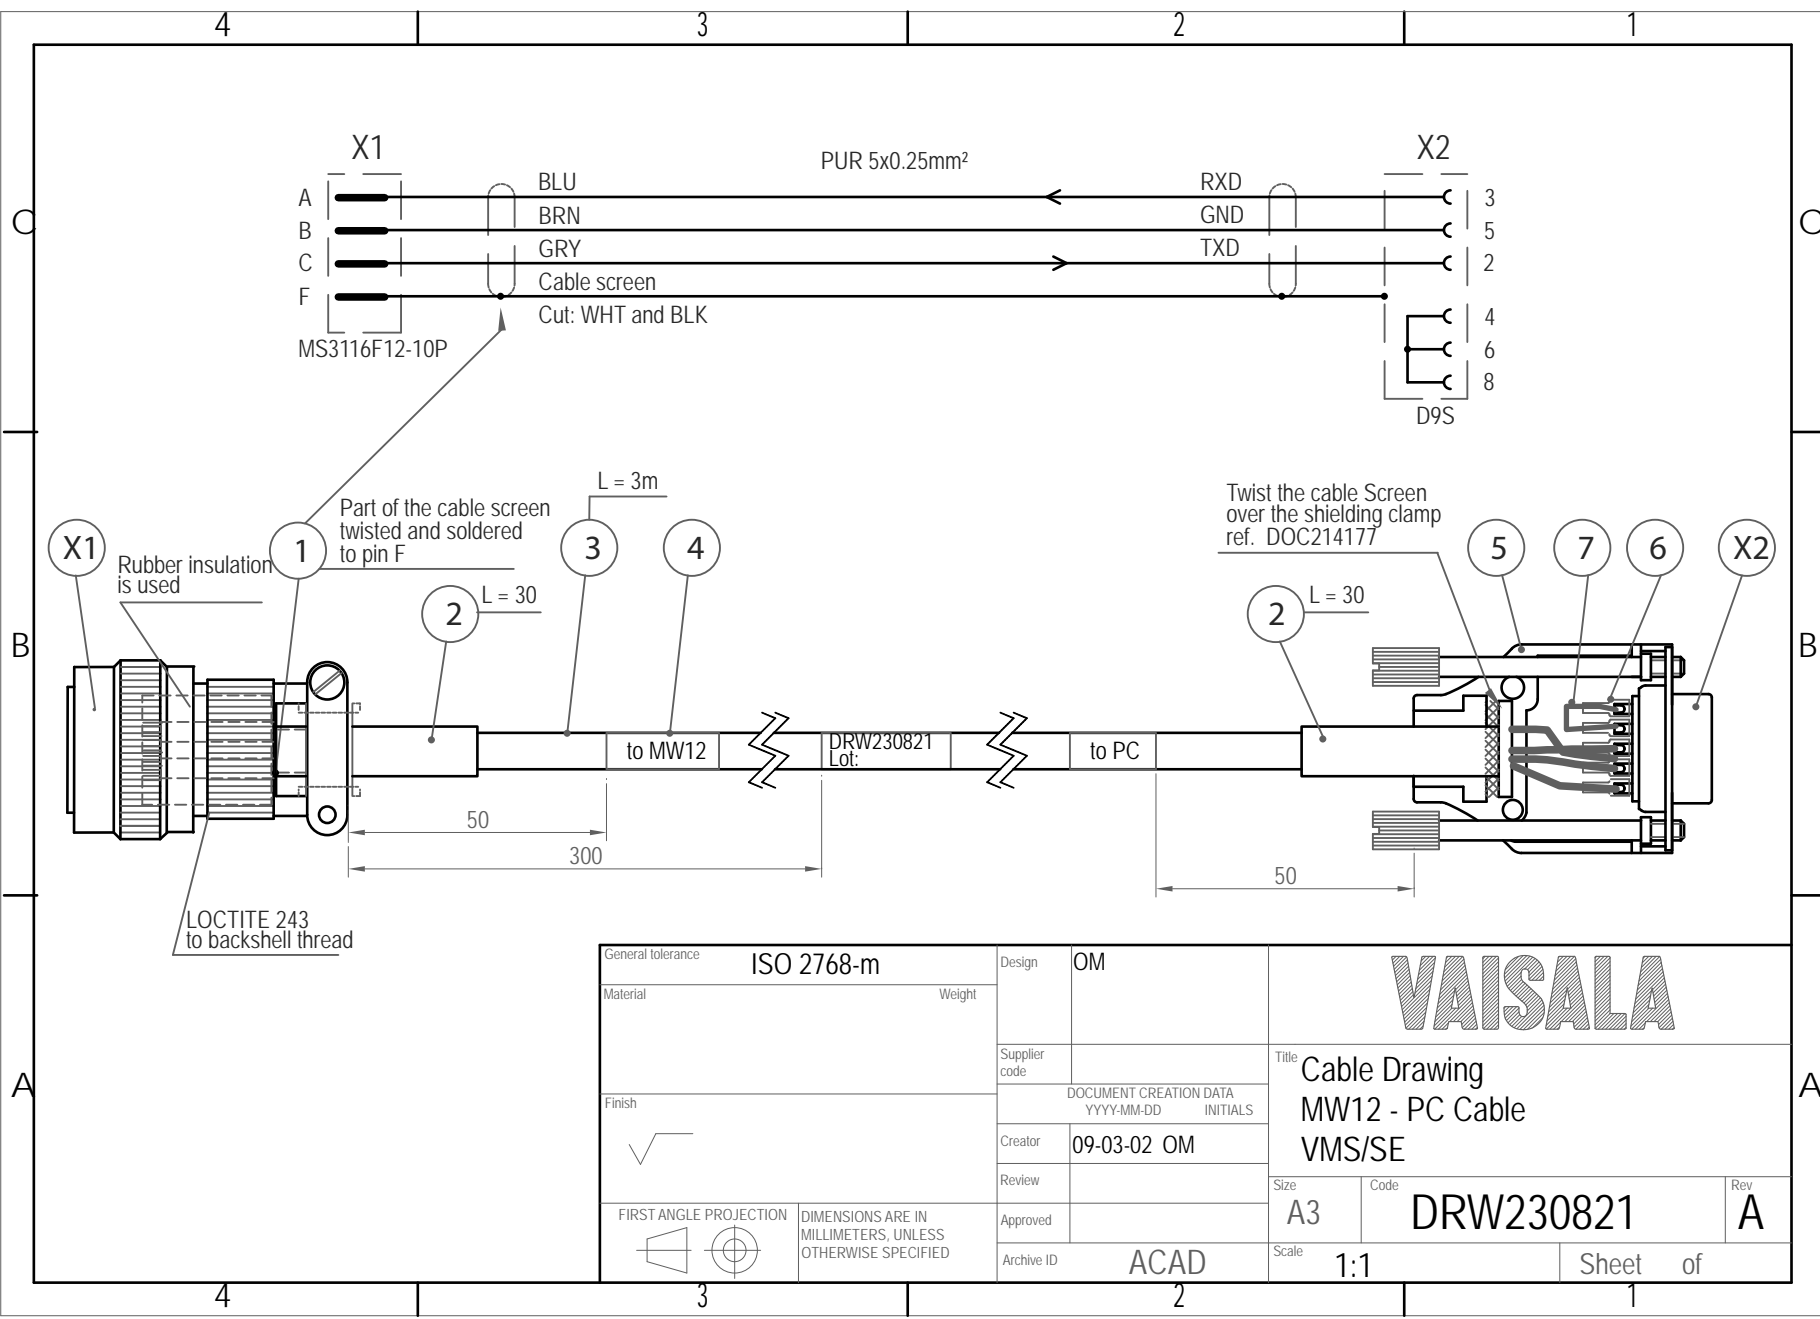 4 3 2 1
X1
PUR 5x0.25mm²
X2
A BLU RXD 3
B BRN GND 5
C GRY TXD 2
F Cable screen
Cut: WHT and BLK
4
6
8
MS3116F12-10P
D9S
C
C
L = 3m
Part of the cable screen
twisted and soldered
to pin F
Twist the cable Screen
over the shielding clamp
ref. DOC214177
X1
Rubber insulation
is used
1
3
4
5
7
6
X2
2
L = 30
2
L = 30
B
B
to MW12
DRW230821
Lot:
to PC
50
300
50
LOCTITE 243
to backshell thread
A
A
General tolerance
ISO 2768-m
Material
Weight
Finish
FIRST ANGLE PROJECTION
DIMENSIONS ARE IN
MILLIMETERS, UNLESS
OTHERWISE SPECIFIED
Design
OM
Supplier
code
DOCUMENT CREATION DATA
YYYY-MM-DD INITIALS
Creator
09-03-02 OM
Review
Approved
Archive ID
ACAD
VAISALA
Title
Cable Drawing
MW12 - PC Cable
VMS/SE
Size
A3
Code
DRW230821
Rev
A
Scale
1:1
Sheet of
4 3 2 1